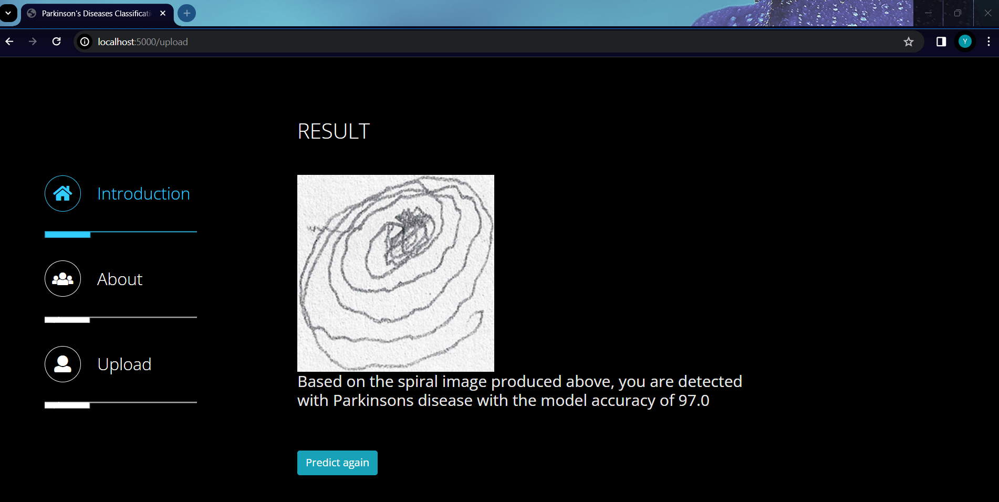 Parkinson's Diseases Classificati
localhost:5000/upload
Y
RESULT
Introduction
About
Upload
Based on the spiral image produced above, you are detected
with Parkinsons disease with the model accuracy of 97.0
Predict again